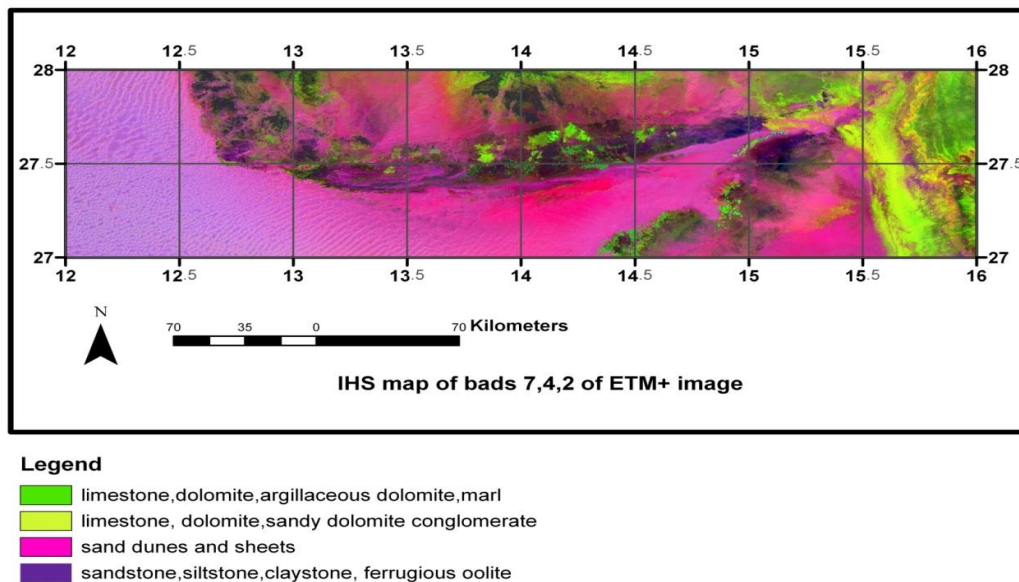 12 12.5 13 13.5 14 14.5 15 15.5 16
28 28
27.5 27.5
27 27
12 12.5 13 13.5 14 14.5 15 15.5 16
N
70 35 0 70 Kilometers
IHS map of bads 7,4,2 of ETM+ image
Legend
limestone,dolomite,argillaceous dolomite,marl
limestone, dolomite,sandy dolomite conglomerate
sand dunes and sheets
sandstone,siltstone,claystone, ferrugious oolite